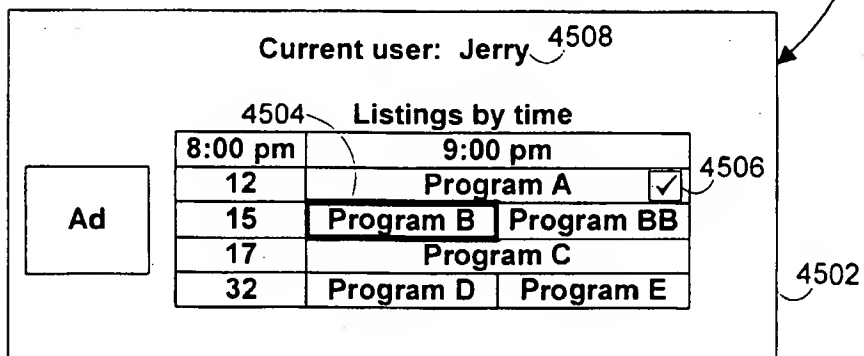 Current user: Jerry 4508
4504 Listings by time
8:00 pm 9:00 pm
12 Program A ✓ 4506
Ad 15 Program B Program BB
17 Program C
32 Program D Program E
4502